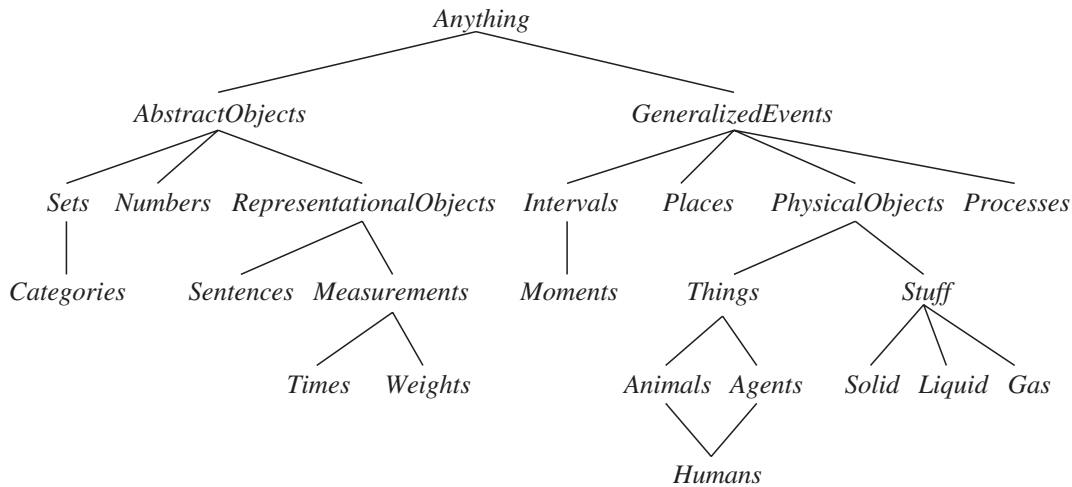 Anything
AbstractObjects GeneralizedEvents
Sets Numbers RepresentationalObjects Intervals Places PhysicalObjects Processes
Categories Sentences Measurements Moments Things Stuff
Times Weights Animals Agents Solid Liquid Gas
Humans